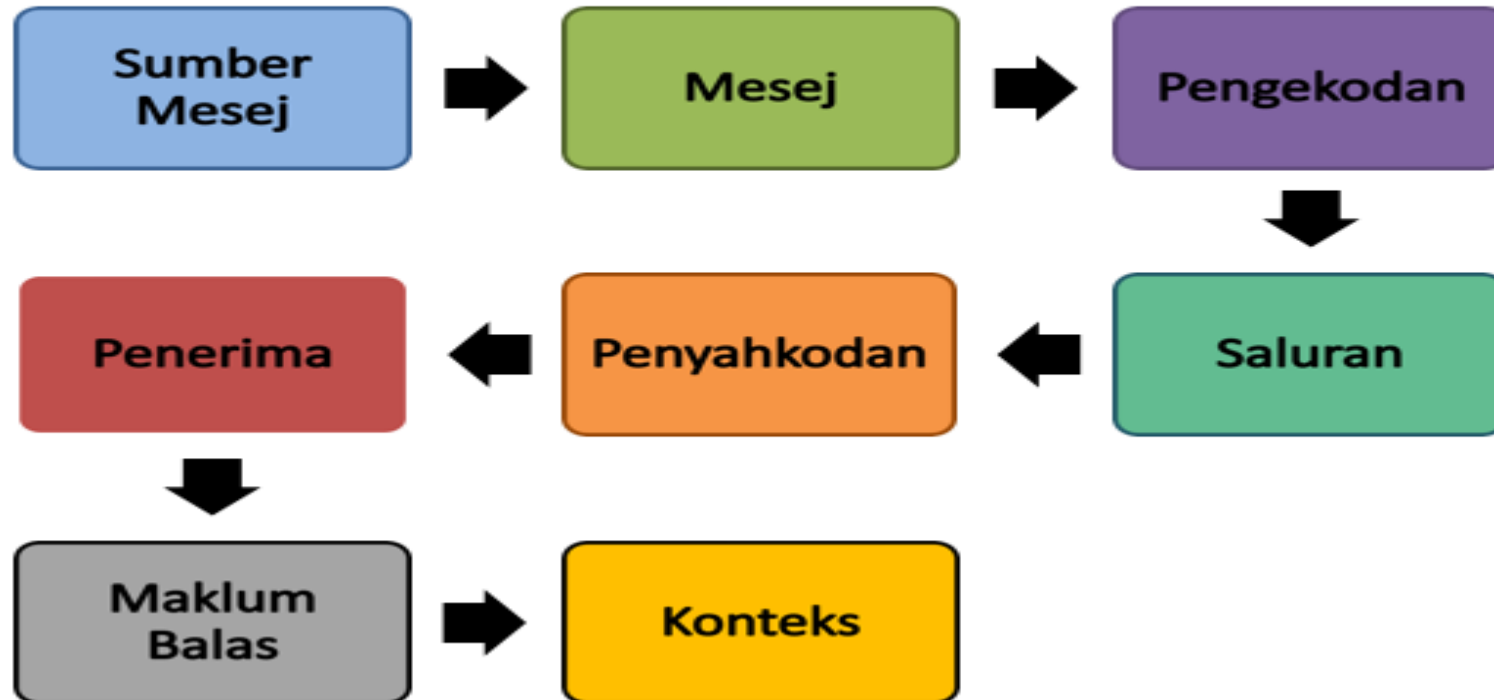 Sumber
Mesej
Mesej
Pengekodan
Penerima
Penyahkodan
Saluran
Maklum
Balas
Konteks